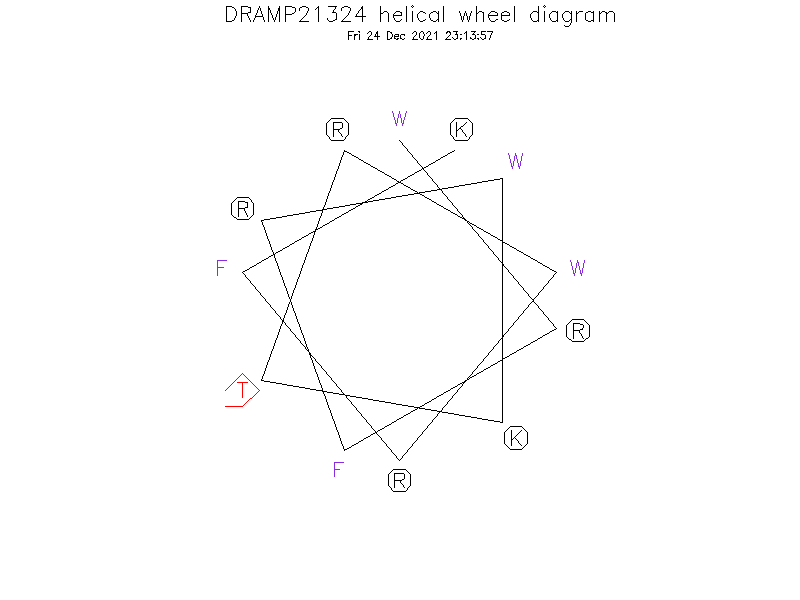 DRAMP21324 helical wheel diagram
Fri 24 Dec 2021 23:13:57
R W K
W
R
F W
R
T
K
F R